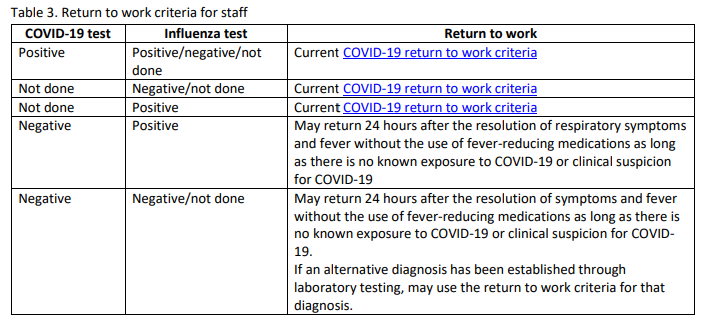 Table 3. Return to work criteria for staff
COVID-19 test Influenza test Return to work
Positive Positive/negative/not done Current COVID-19 return to work criteria
Not done Negative/not done Current COVID-19 return to work criteria
Not done Positive Current COVID-19 return to work criteria
Negative Positive May return 24 hours after the resolution of respiratory symptoms
and fever without the use of fever-reducing medications as long
as there is no known exposure to COVID-19 or clinical suspicion
for COVID-19
Negative Negative/not done May return 24 hours after the resolution of symptoms and fever
without the use of fever-reducing medications as long as there is
no known exposure to COVID-19 or clinical suspicion for COVID-
19.
If an alternative diagnosis has been established through
laboratory testing, may use the return to work criteria for that
diagnosis.